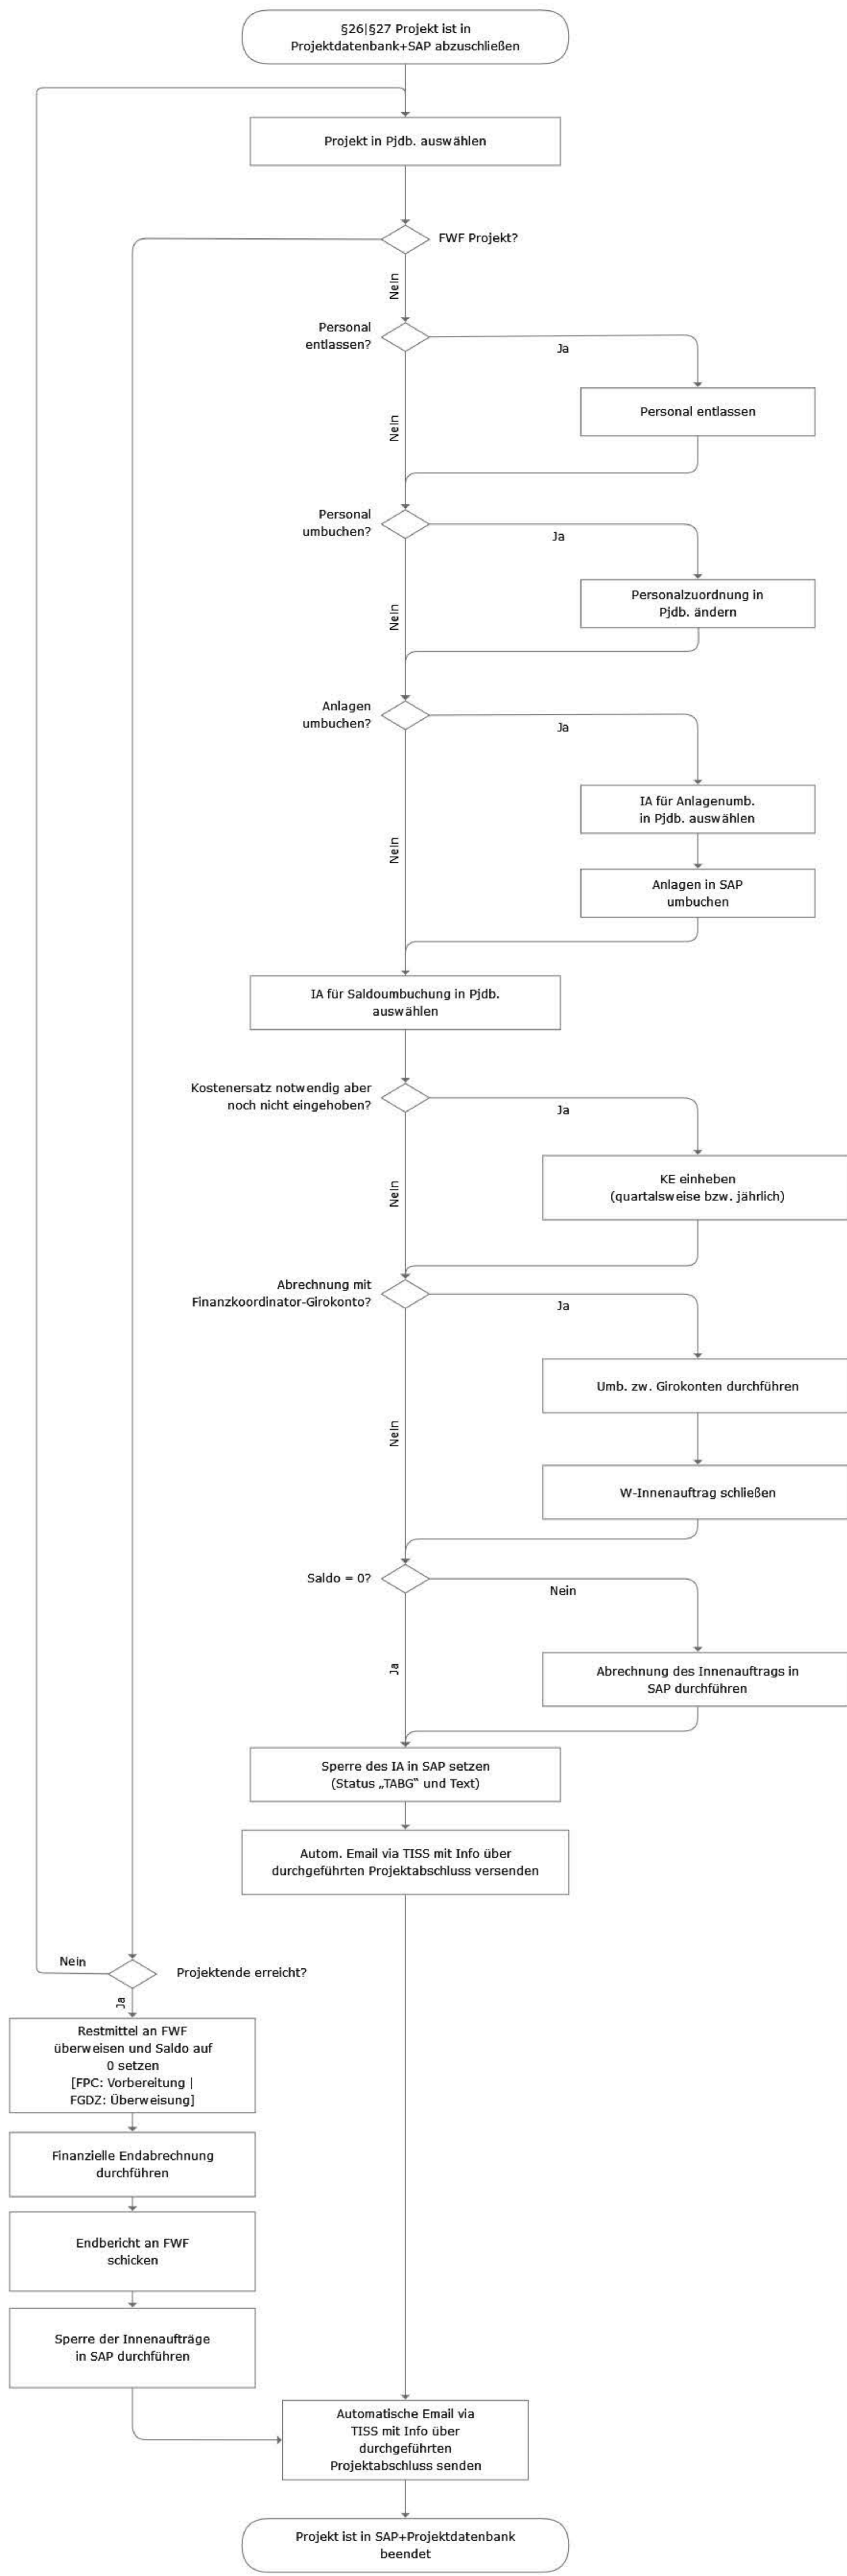 §26|§27 Projekt ist in
Projektdatenbank+SAP abzuschließen
Projekt in Pjdb. auswählen
FWF Projekt?
Nein
Personal
entlassen?
Ja
Personal entlassen
Nein
Personal
umbuchen?
Ja
Personalzuordnung in
Pjdb. ändern
Nein
Anlagen
umbuchen?
Ja
IA für Anlagenumb.
in Pjdb. auswählen
Nein
Anlagen in SAP
umbuchen
IA für Saldoumbuchung in Pjdb.
auswählen
Kostenersatz notwendig aber
noch nicht eingehoben?
Ja
KE einheben
(quartalsweise bzw. jährlich)
Nein
Abrechnung mit
Finanzkoordinator-Girokonto?
Ja
Umb. zw. Girokonten durchführen
Nein
W-Innenauftrag schließen
Saldo = 0?
Nein
Ja
Abrechnung des Innenauftrags in
SAP durchführen
Sperre des IA in SAP setzen
(Status „TABG“ und Text)
Autom. Email via TISS mit Info über
durchgeführten Projektabschluss versenden
Nein
Projektende erreicht?
Ja
Restmittel an FWF
überweisen und Saldo auf
0 setzen
[FPC: Vorbereitung |
FGDZ: Überweisung]
Finanzielle Endabrechnung
durchführen
Endbericht an FWF
schicken
Sperre der Innenaufträge
in SAP durchführen
Automatische Email via
TISS mit Info über
durchgeführten
Projektabschluss senden
Projekt ist in SAP+Projektdatenbank
beendet